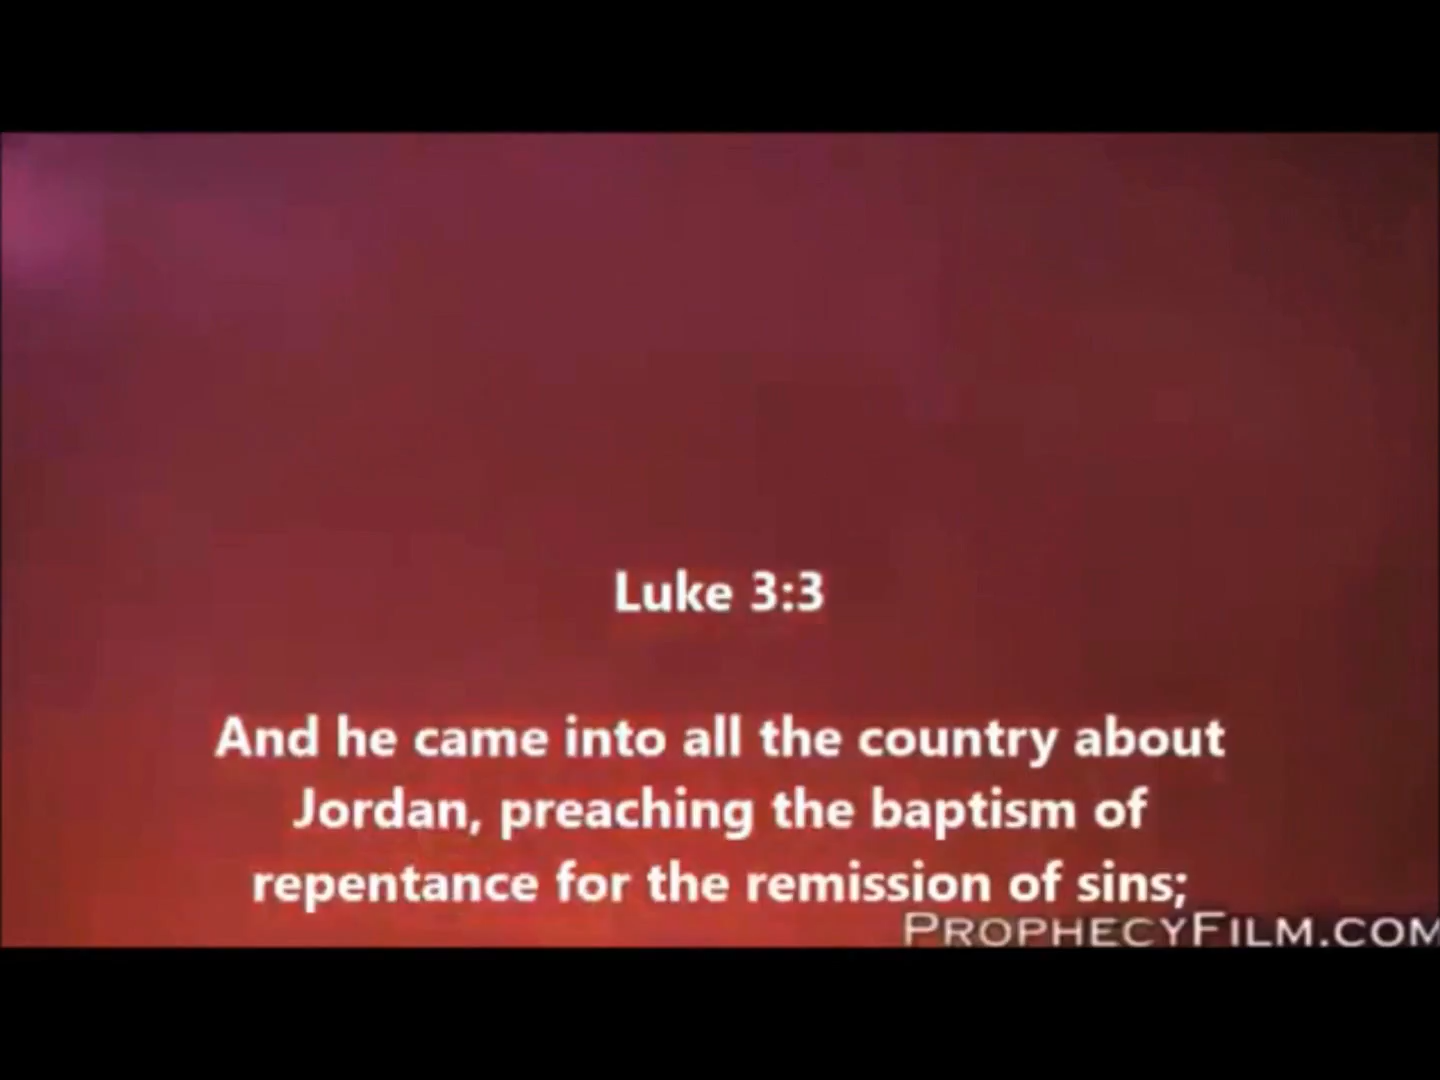 Luke 3:3
And he came into all the country about
Jordan, preaching the baptism of
repentance for the remission of sins;
PROPHECYFILM.COM